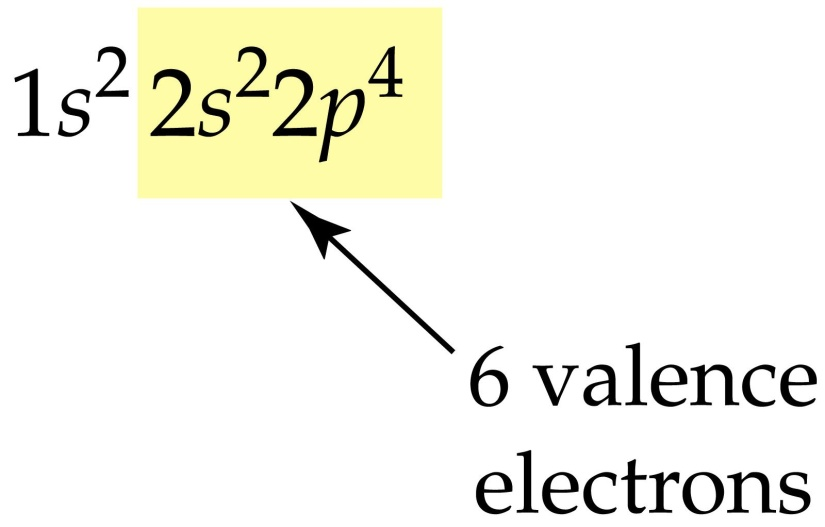 1s² 2s²2p⁴
6 valence
electrons